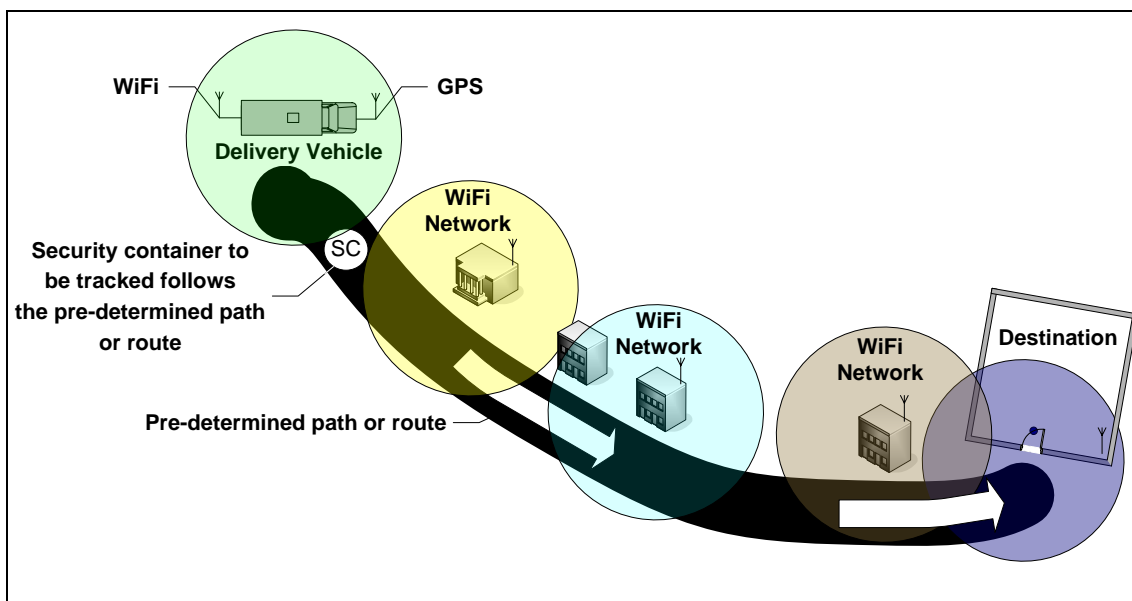 WiFi
GPS
Delivery Vehicle
WiFi
Network
SC
Security container to
be tracked follows
the pre-determined path
or route
WiFi
Network
WiFi
Network
Destination
Pre-determined path or route